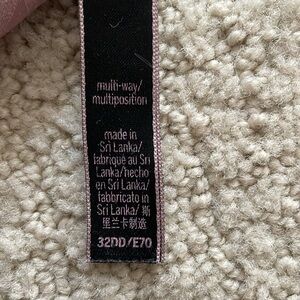 multi-way/
multiposition
made in
Sri Lanka/
fabriqué au Sri
Lanka/hecho
en Sri Lanka/
fabbricato in
Sri Lanka/ 斯
里兰卡制造
32DD/E70